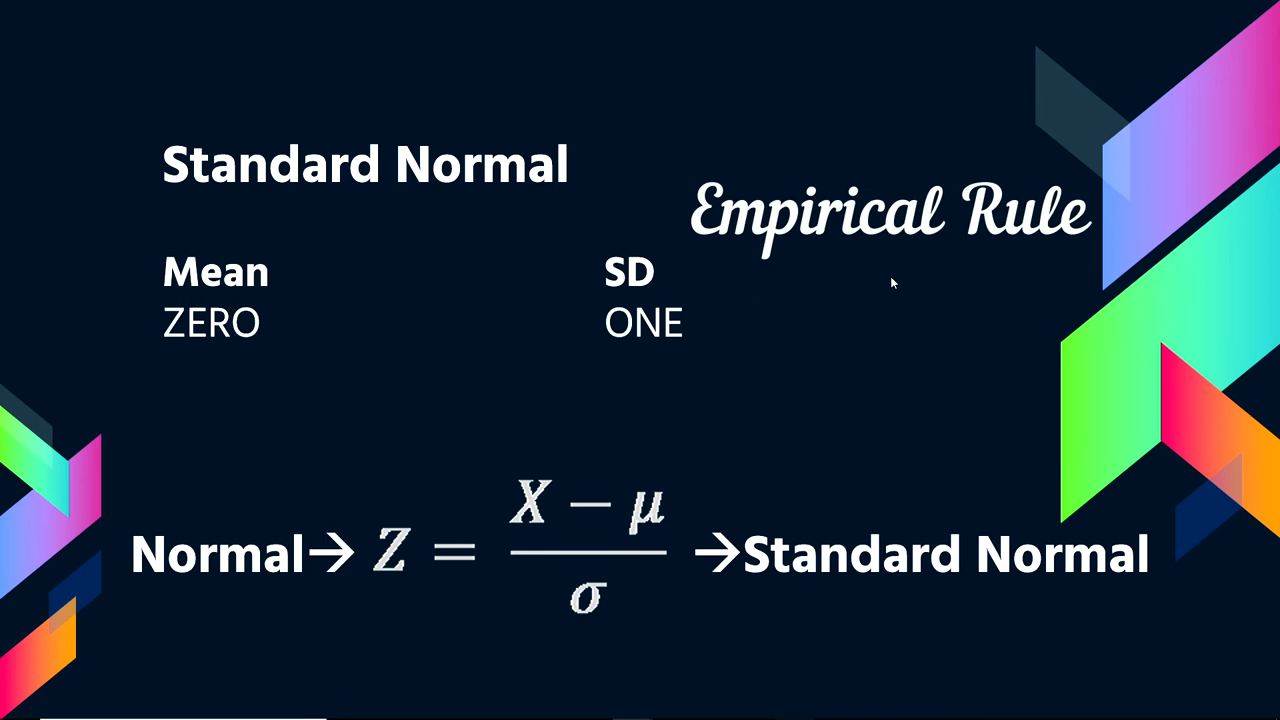 Standard Normal
Empirical Rule
Mean
ZERO
SD
ONE
Normal→ Z = (X − μ) / σ →Standard Normal